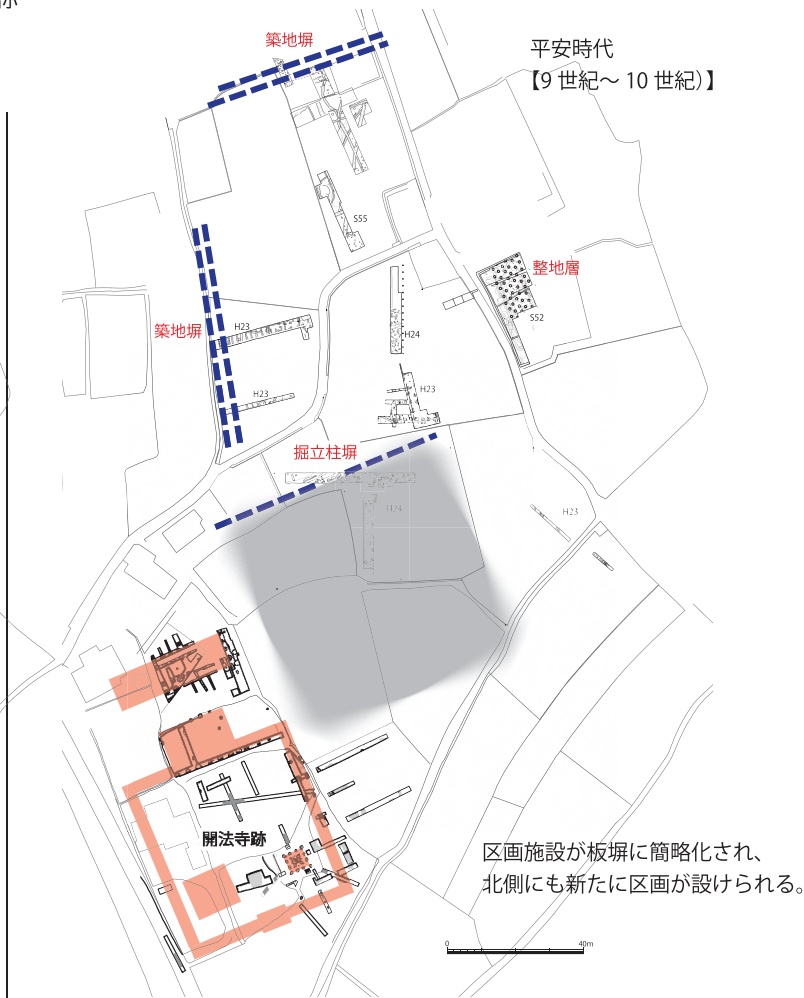 築地塀
平安時代
【9 世紀〜 10 世紀)】
S55
整地層
S52
築地塀
H23
H24
H23
H23
掘立柱塀
H24
H23
開法寺跡
区画施設が板塀に簡略化され、
北側にも新たに区画が設けられる。
0 40m